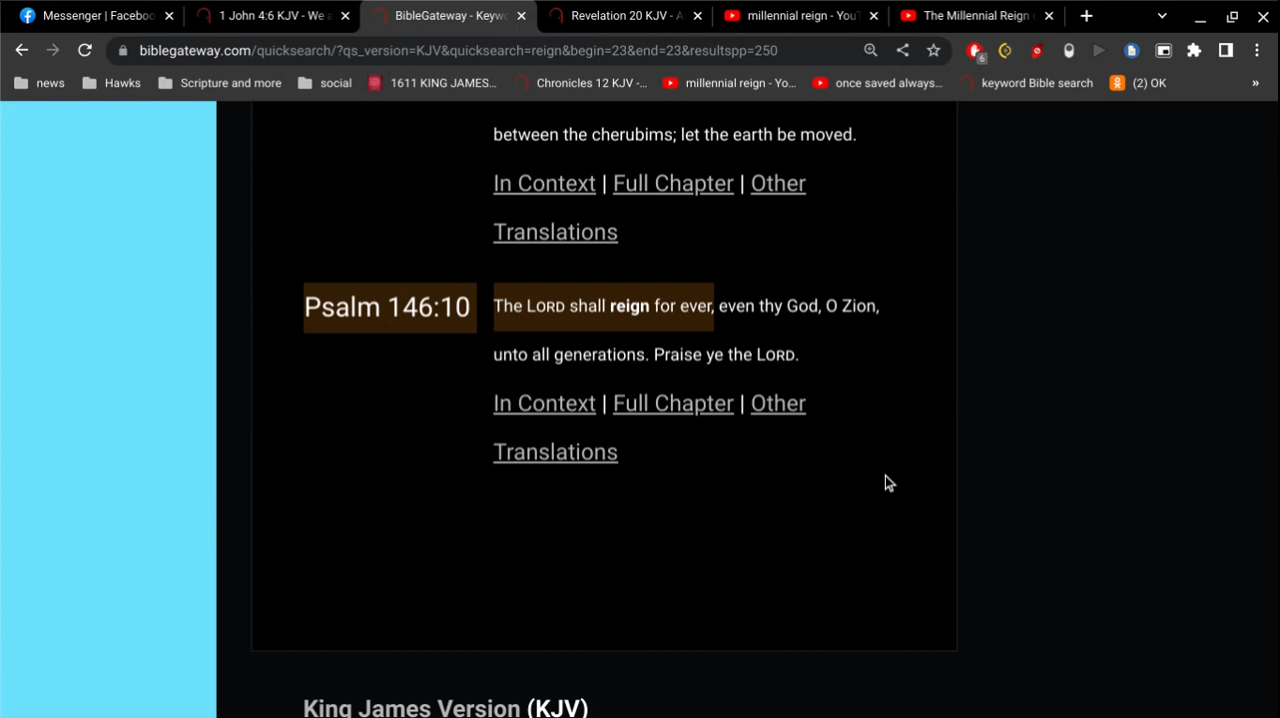 Messenger | Faceboo
1 John 4:6 KJV - We a
BibleGateway - Keywo
Revelation 20 KJV - A
millennial reign - YouT
The Millennial Reign
biblegateway.com/quicksearch/?qs_version=KJV&quicksearch=reign&begin=23&end=23&resultspp=250
6
news
Hawks
Scripture and more
social
1611 KING JAMES...
Chronicles 12 KJV -...
millennial reign - Yo...
once saved always...
keyword Bible search
(2) OK
»
between the cherubims; let the earth be moved.
In Context | Full Chapter | Other
Translations
Psalm 146:10
The LORD shall reign for ever, even thy God, O Zion,
unto all generations. Praise ye the LORD.
In Context | Full Chapter | Other
Translations
King James Version (KJV)